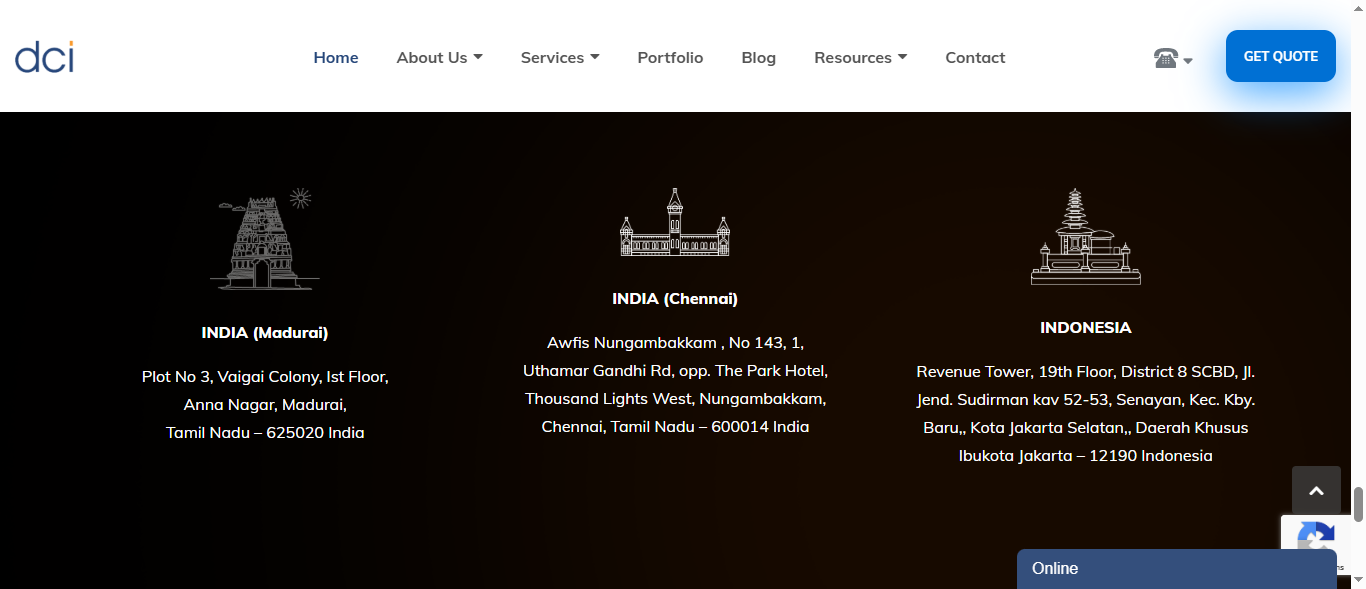 dci
Home
About Us
Services
Portfolio
Blog
Resources
Contact
GET QUOTE
INDIA (Madurai)
Plot No 3, Vaigai Colony, Ist Floor,
Anna Nagar, Madurai,
Tamil Nadu – 625020 India
INDIA (Chennai)
Awfis Nungambakkam , No 143, 1,
Uthamar Gandhi Rd, opp. The Park Hotel,
Thousand Lights West, Nungambakkam,
Chennai, Tamil Nadu – 600014 India
INDONESIA
Revenue Tower, 19th Floor, District 8 SCBD, Jl.
Jend. Sudirman kav 52-53, Senayan, Kec. Kby.
Baru,, Kota Jakarta Selatan,, Daerah Khusus
Ibukota Jakarta – 12190 Indonesia
Online